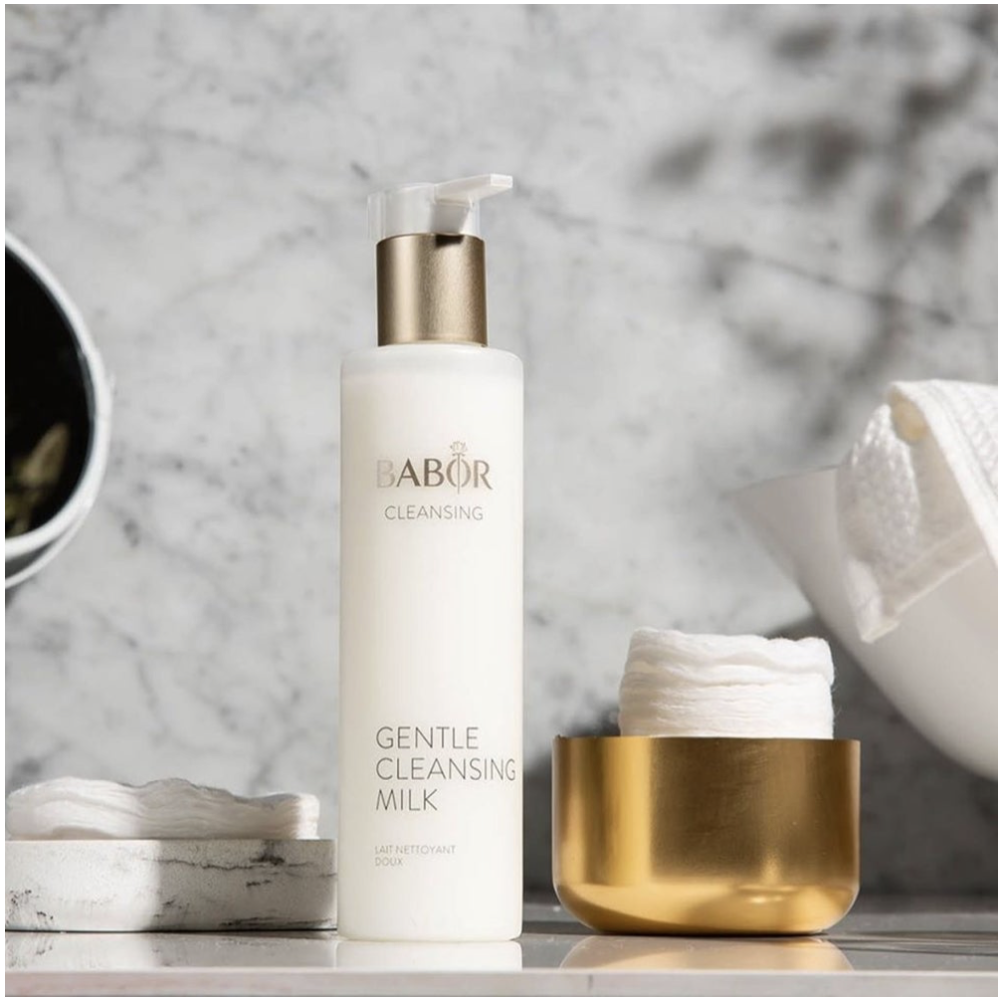 BABOR
CLEANSING
GENTLE
CLEANSING
MILK
LAIT NETTOYANT
DOUX